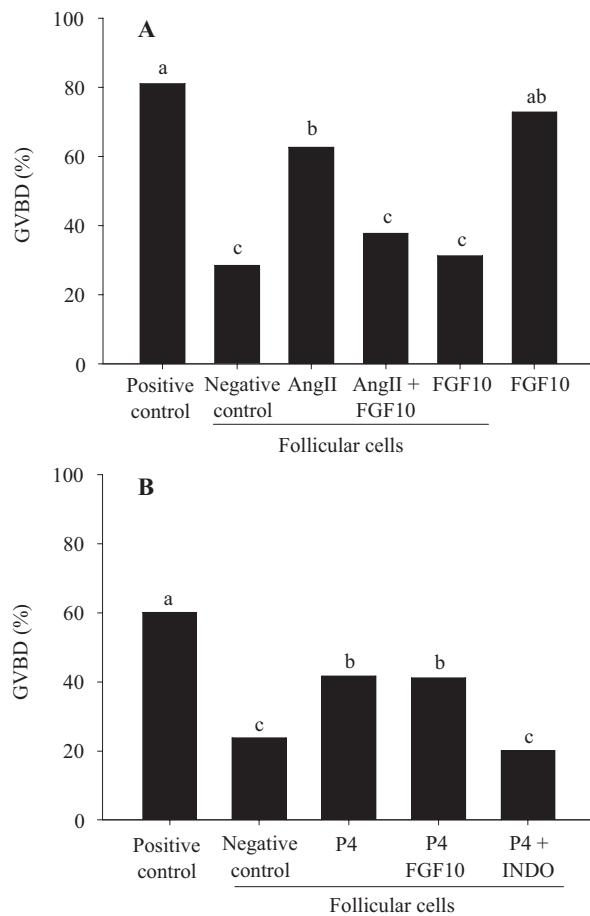 A
100
80
60
40
20
0
GVBD (%)
a
c
b
c
c
ab
Positive
control
Negative
control
AngII
AngII +
FGF10
FGF10
FGF10
Follicular cells
B
100
80
60
40
20
0
GVBD (%)
a
c
b
b
c
Positive
control
Negative
control
P4
P4
FGF10
P4 +
INDO
Follicular cells